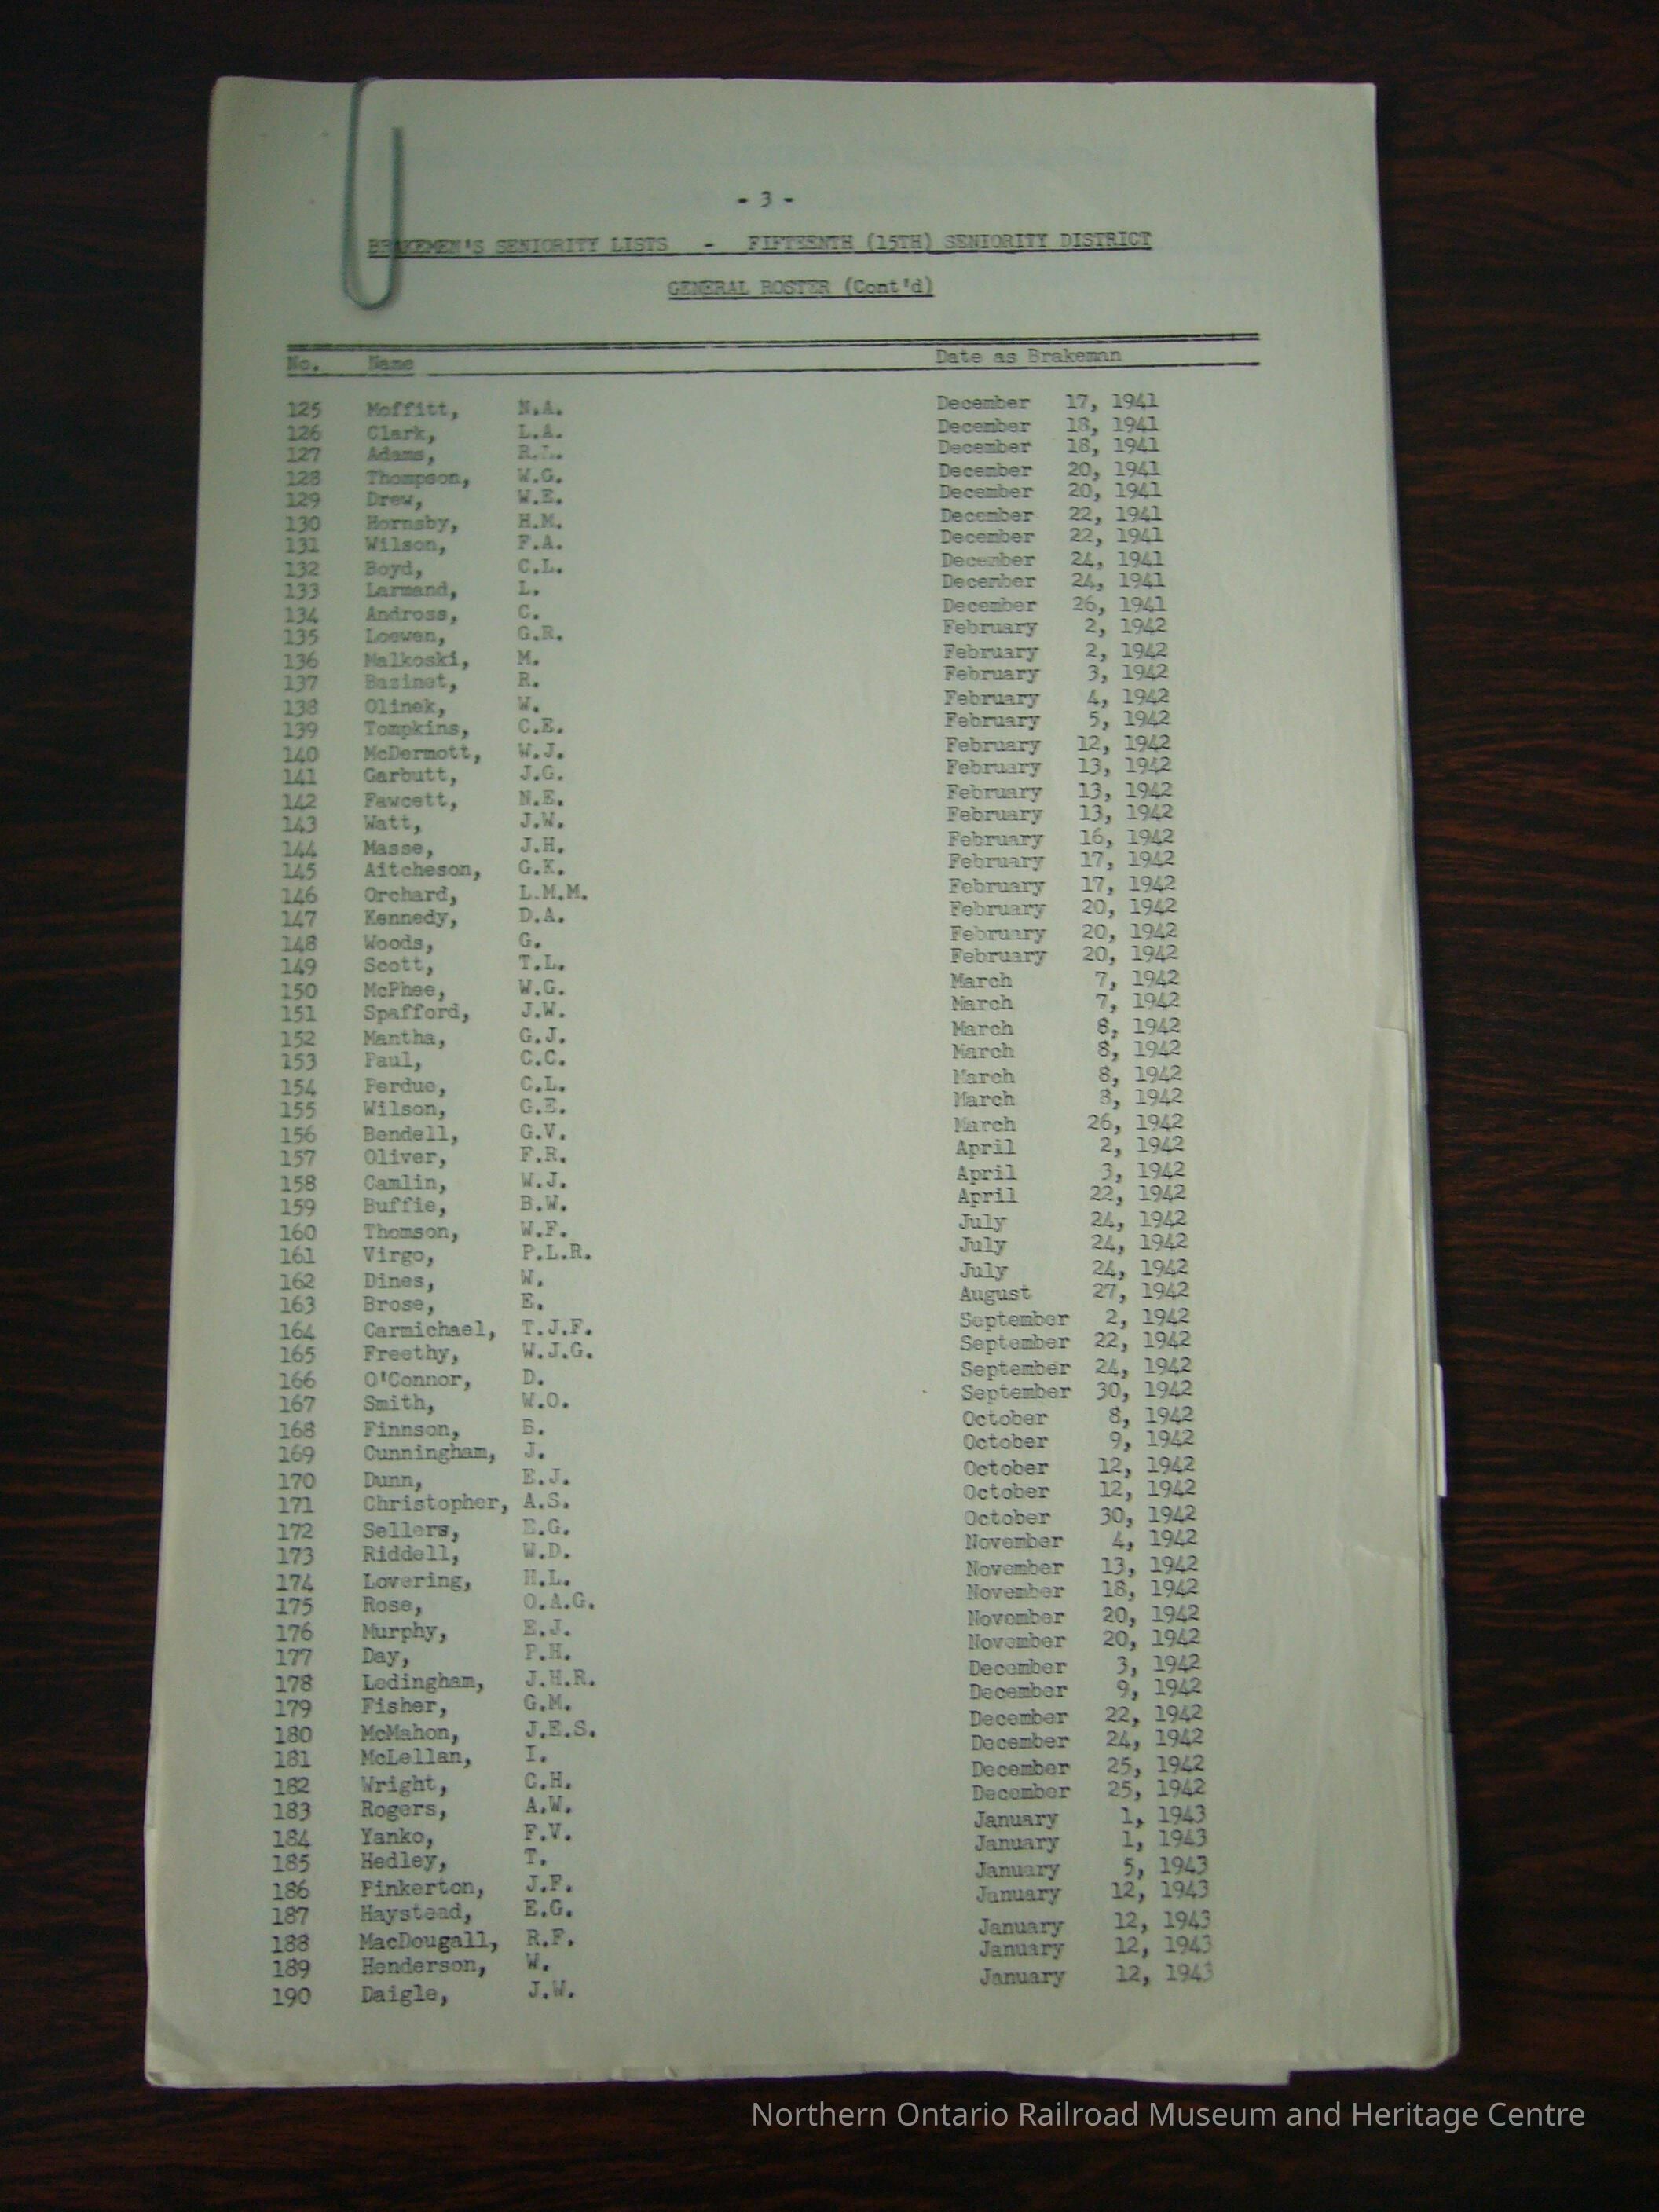 - 3 -
BRAKEMEN'S SENIORITY LISTS - FIFTEENTH (15TH) SENIORITY DISTRICT
GENERAL ROSTER (Cont'd)
No. Name Date as Brakeman
125 Moffitt, N.A. December 17, 1941
126 Clark, L.A. December 18, 1941
127 Adams, R.L. December 18, 1941
128 Thompson, W.G. December 20, 1941
129 Drew, W.E. December 20, 1941
130 Hornsby, H.M. December 22, 1941
131 Wilson, F.A. December 22, 1941
132 Boyd, C.L. December 24, 1941
133 Larmand, L. December 24, 1941
134 Andross, C. December 26, 1941
135 Loewen, G.R. February 2, 1942
136 Malkoski, M. February 2, 1942
137 Bazinet, R. February 3, 1942
138 Olinek, W. February 4, 1942
139 Tompkins, C.E. February 5, 1942
140 McDermott, W.J. February 12, 1942
141 Garbutt, J.G. February 13, 1942
142 Fawcett, N.E. February 13, 1942
143 Watt, J.W. February 13, 1942
144 Masse, J.H. February 16, 1942
145 Aitcheson, G.K. February 17, 1942
146 Orchard, L.M.M. February 17, 1942
147 Kennedy, D.A. February 20, 1942
148 Woods, G. February 20, 1942
149 Scott, T.L. February 20, 1942
150 McPhee, W.G. March 7, 1942
151 Spafford, J.W. March 7, 1942
152 Mantha, G.J. March 8, 1942
153 Paul, C.C. March 8, 1942
154 Perdue, C.L. March 8, 1942
155 Wilson, G.E. March 8, 1942
156 Bendell, G.V. March 26, 1942
157 Oliver, F.R. April 2, 1942
158 Camlin, W.J. April 3, 1942
159 Buffie, B.W. April 22, 1942
160 Thomson, W.F. July 24, 1942
161 Virgo, P.L.R. July 24, 1942
162 Dines, W. July 24, 1942
163 Brose, E. August 27, 1942
164 Carmichael, T.J.F. September 2, 1942
165 Freethy, W.J.G. September 22, 1942
166 O'Connor, D. September 24, 1942
167 Smith, W.O. September 30, 1942
168 Finnson, B. October 8, 1942
169 Cunningham, J. October 9, 1942
170 Dunn, E.J. October 12, 1942
171 Christopher, A.S. October 12, 1942
172 Sellers, E.G. October 30, 1942
173 Riddell, W.D. November 4, 1942
174 Lovering, H.L. November 13, 1942
175 Rose, O.A.G. November 18, 1942
176 Murphy, E.J. November 20, 1942
177 Day, P.H. November 20, 1942
178 Ledingham, J.H.R. December 3, 1942
179 Fisher, G.M. December 9, 1942
180 McMahon, J.E.S. December 22, 1942
181 McLellan, I. December 24, 1942
182 Wright, C.H. December 25, 1942
183 Rogers, A.W. December 25, 1942
184 Yanko, F.V. January 1, 1943
185 Hedley, T. January 1, 1943
186 Pinkerton, J.F. January 5, 1943
187 Haystead, E.G. January 12, 1943
188 MacDougall, R.F. January 12, 1943
189 Henderson, W. January 12, 1943
190 Daigle, J.W. January 12, 1943
Northern Ontario Railroad Museum and Heritage Centre